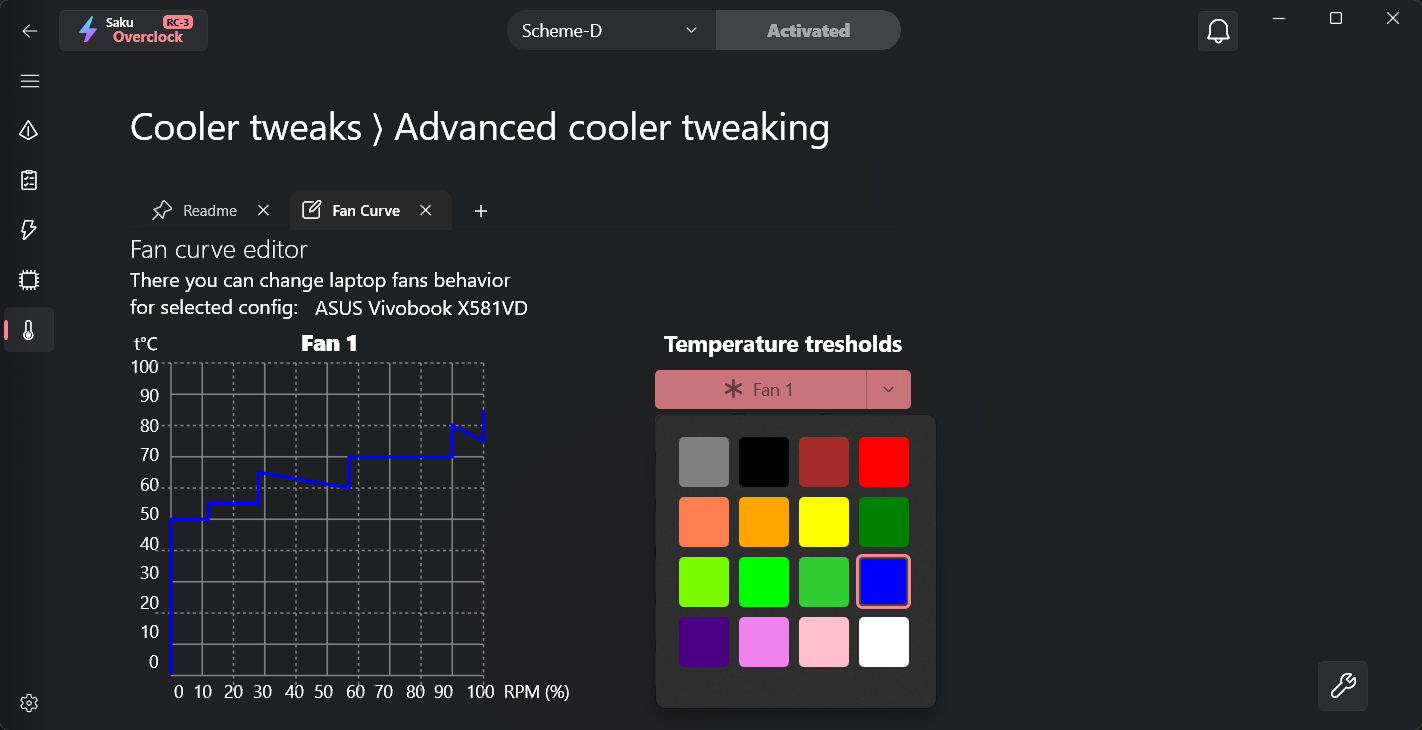 Saku RC-3
Overclock
Scheme-D
Activated
Cooler tweaks ⟩ Advanced cooler tweaking
Readme
Fan Curve
Fan curve editor
There you can change laptop fans behavior
for selected config: ASUS Vivobook X581VD
t°C
Fan 1
100
90
80
70
60
50
40
30
20
10
0
0 10 20 30 40 50 60 70 80 90 100 RPM (%)
Temperature tresholds
Fan 1